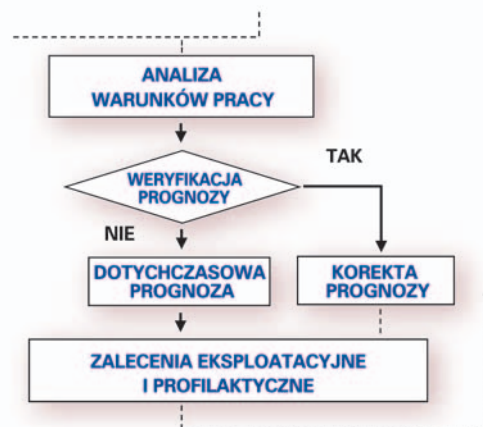 ANALIZA
WARUNKÓW PRACY
TAK
WERYFIKACJA
PROGNOZY
NIE
DOTYCHCZASOWA
PROGNOZA
KOREKTA
PROGNOZY
ZALECENIA EKSPLOATACYJNE
I PROFILAKTYCZNE